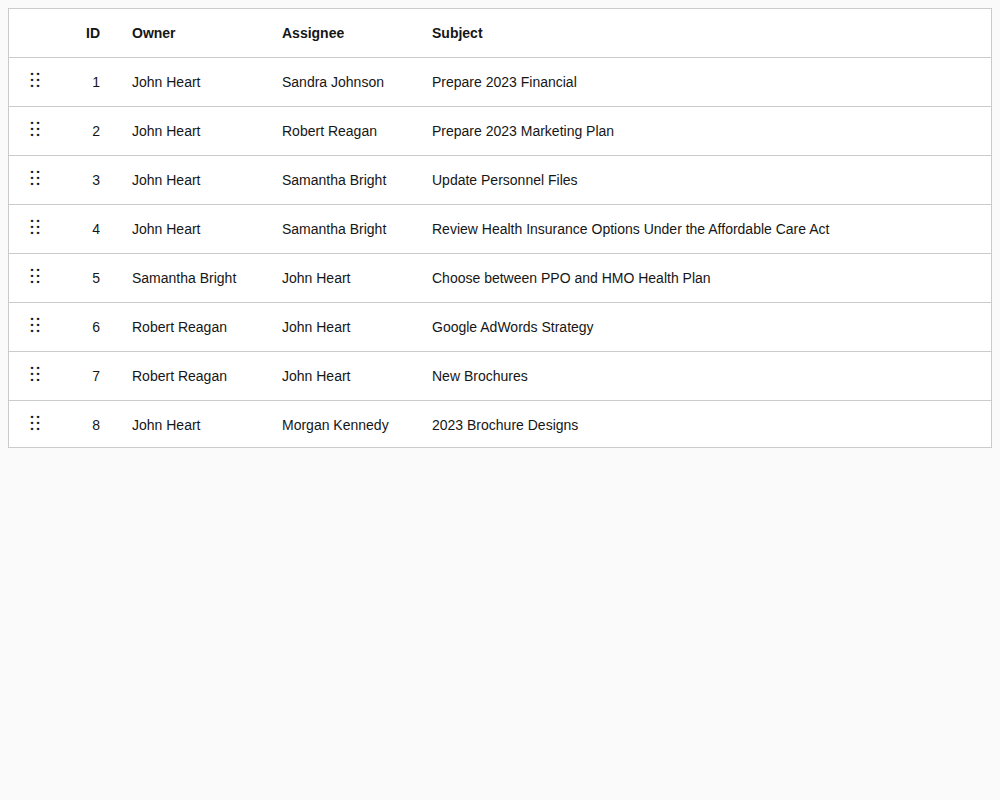 ID Owner Assignee Subject
1 John Heart Sandra Johnson Prepare 2023 Financial
2 John Heart Robert Reagan Prepare 2023 Marketing Plan
3 John Heart Samantha Bright Update Personnel Files
4 John Heart Samantha Bright Review Health Insurance Options Under the Affordable Care Act
5 Samantha Bright John Heart Choose between PPO and HMO Health Plan
6 Robert Reagan John Heart Google AdWords Strategy
7 Robert Reagan John Heart New Brochures
8 John Heart Morgan Kennedy 2023 Brochure Designs